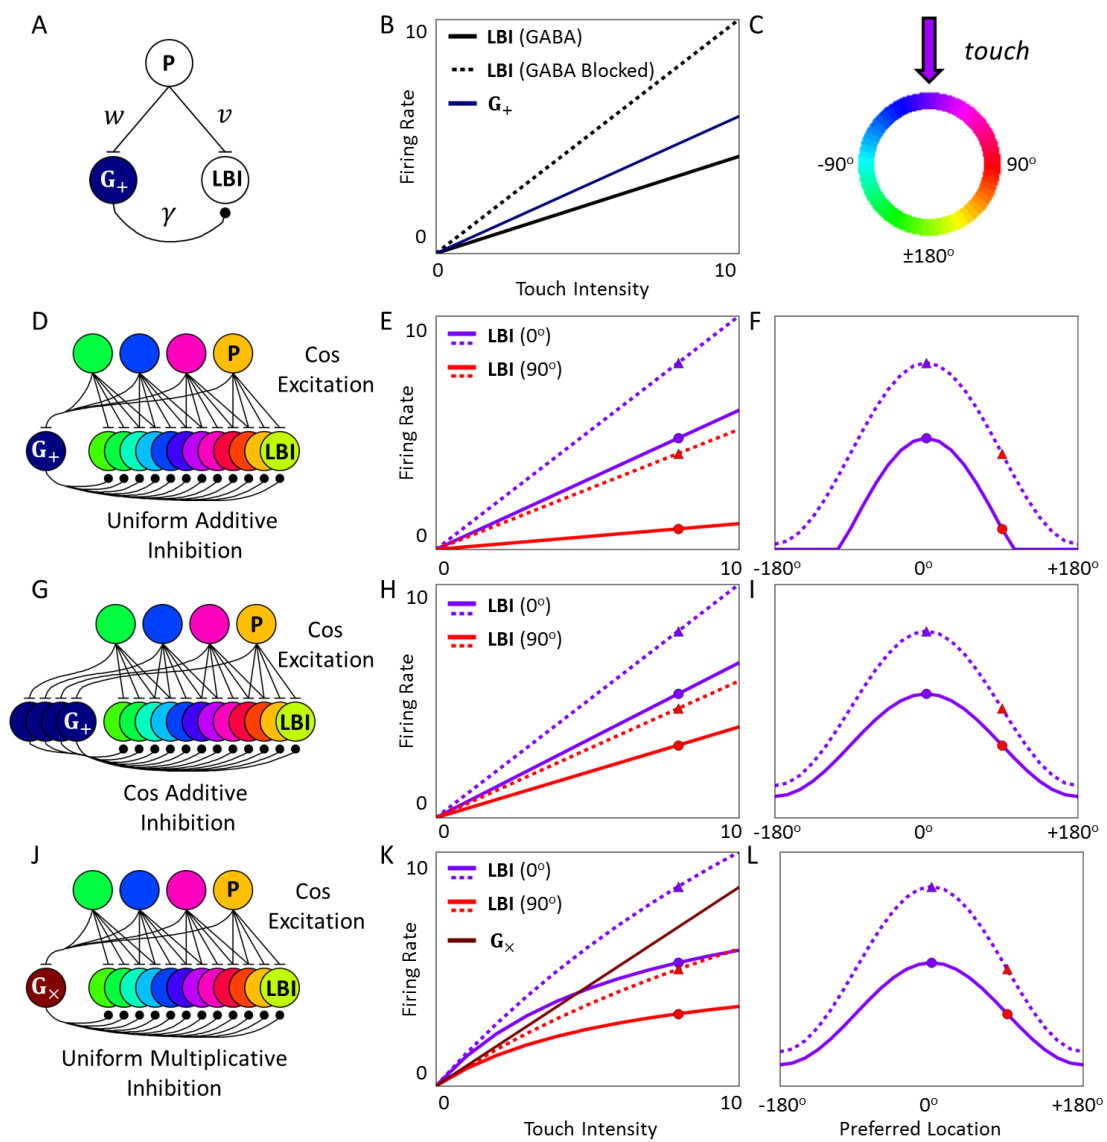 A
P
w
v
G₊
LBI
γ
B
10
LBI (GABA)
LBI (GABA Blocked)
G₊
Firing Rate
0
0
10
Touch Intensity
C
touch
-90°
90°
±180°
D
P
Cos
Excitation
G₊
LBI
Uniform Additive
Inhibition
E
10
LBI (0°)
LBI (90°)
Firing Rate
0
0
10
F
-180°
0°
+180°
G
P
Cos
Excitation
G₊
LBI
Cos Additive
Inhibition
H
10
LBI (0°)
LBI (90°)
Firing Rate
0
0
10
I
-180°
0°
+180°
J
P
Cos
Excitation
G×
LBI
Uniform Multiplicative
Inhibition
K
10
LBI (0°)
LBI (90°)
G×
Firing Rate
0
0
10
Touch Intensity
L
-180°
0°
+180°
Preferred Location